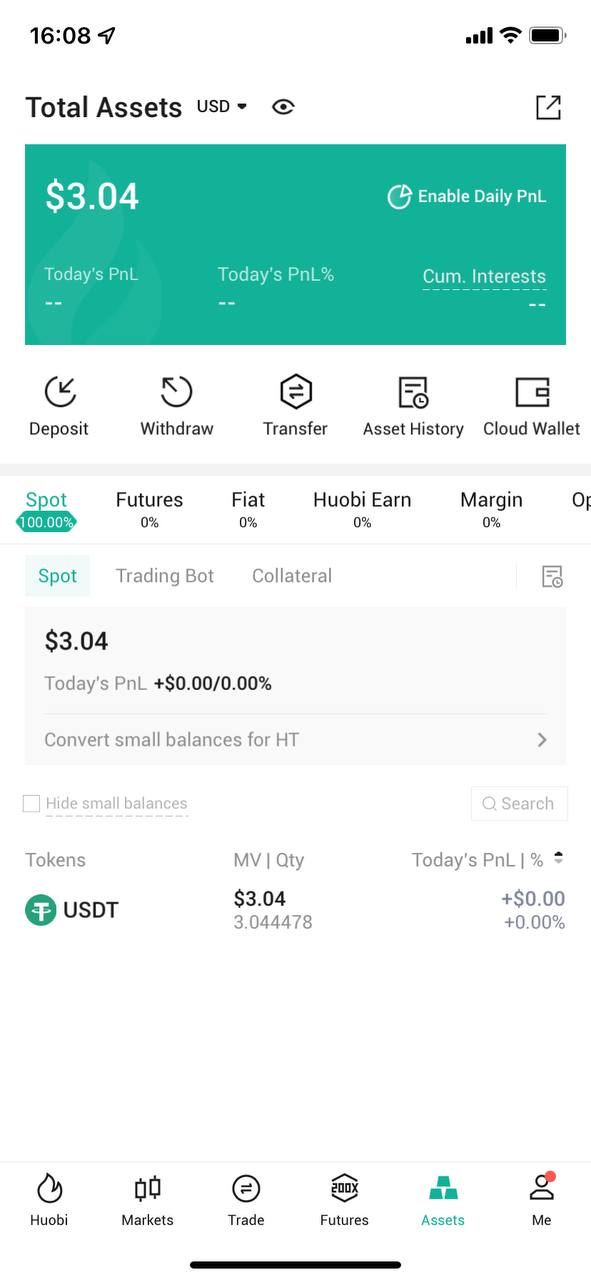 16:08
Total Assets USD
$3.04 Enable Daily PnL
Today's PnL Today's PnL% Cum. Interests
-- -- --
Deposit Withdraw Transfer Asset History Cloud Wallet
Spot Futures Fiat Huobi Earn Margin Op
100.00% 0% 0% 0% 0%
Spot Trading Bot Collateral
$3.04
Today's PnL +$0.00/0.00%
Convert small balances for HT
Hide small balances Search
Tokens MV | Qty Today's PnL | %
USDT $3.04 +$0.00
3.044478 +0.00%
200X
Huobi Markets Trade Futures Assets Me